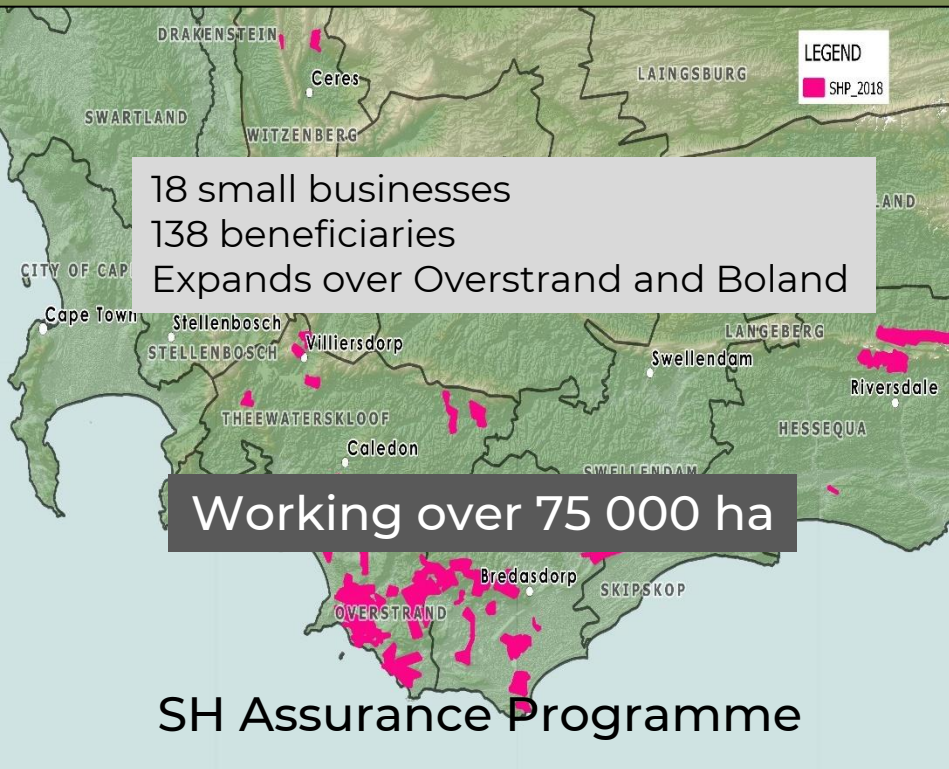 DRAKENSTEIN
LEGEND
SHP_2018
LAINGSBURG
Ceres
SWARTLAND
WITZENBERG
18 small businesses
138 beneficiaries
Expands over Overstrand and Boland
CITY OF
Cape Town
Stellenbosch
STELLENBOSCH
Villiersdorp
LANGEBERG
Swellendam
Riversdale
THEEWATERSKLOOF
HESSEQUA
Caledon
SWELLENDAM
Working over 75 000 ha
Bredasdorp
SKIPSKOP
OVERSTRAND
SH Assurance Programme